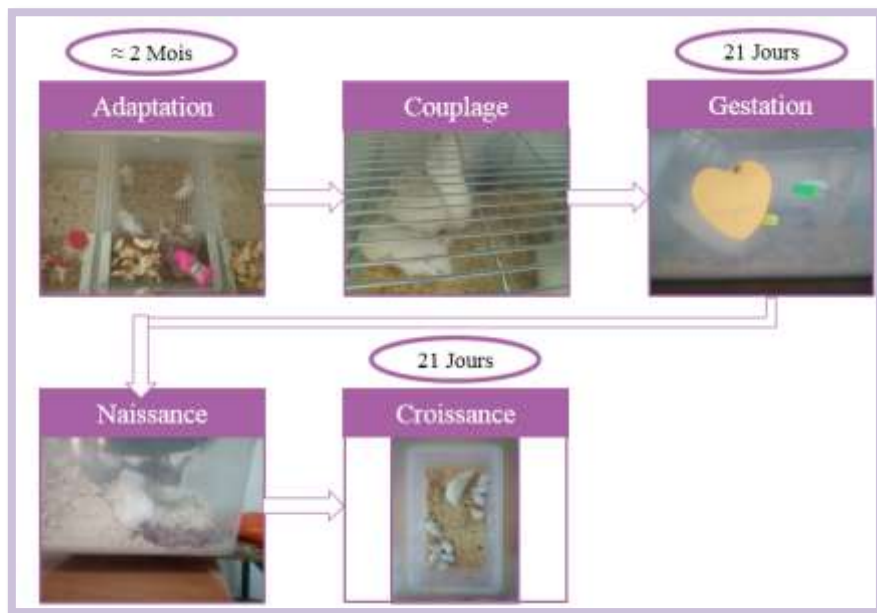 ≈ 2 Mois
21 Jours
Adaptation
Couplage
Gestation
21 Jours
Naissance
Croissance